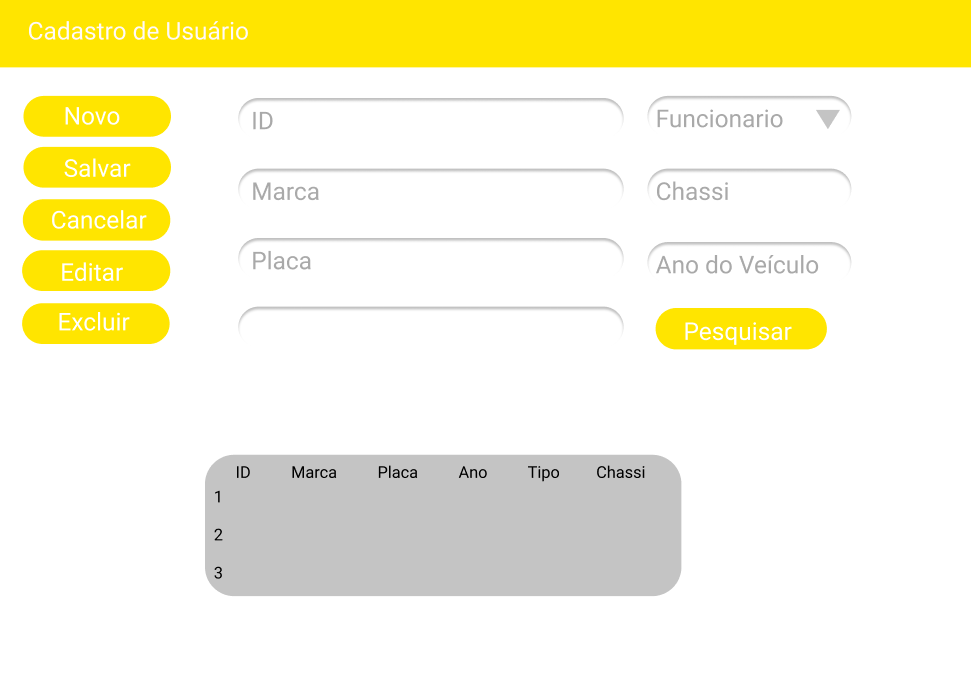 Cadastro de Usuário
Novo
Salvar
Cancelar
Editar
Excluir
ID
Funcionario
Marca
Chassi
Placa
Ano do Veículo
Pesquisar
ID Marca Placa Ano Tipo Chassi
1
2
3